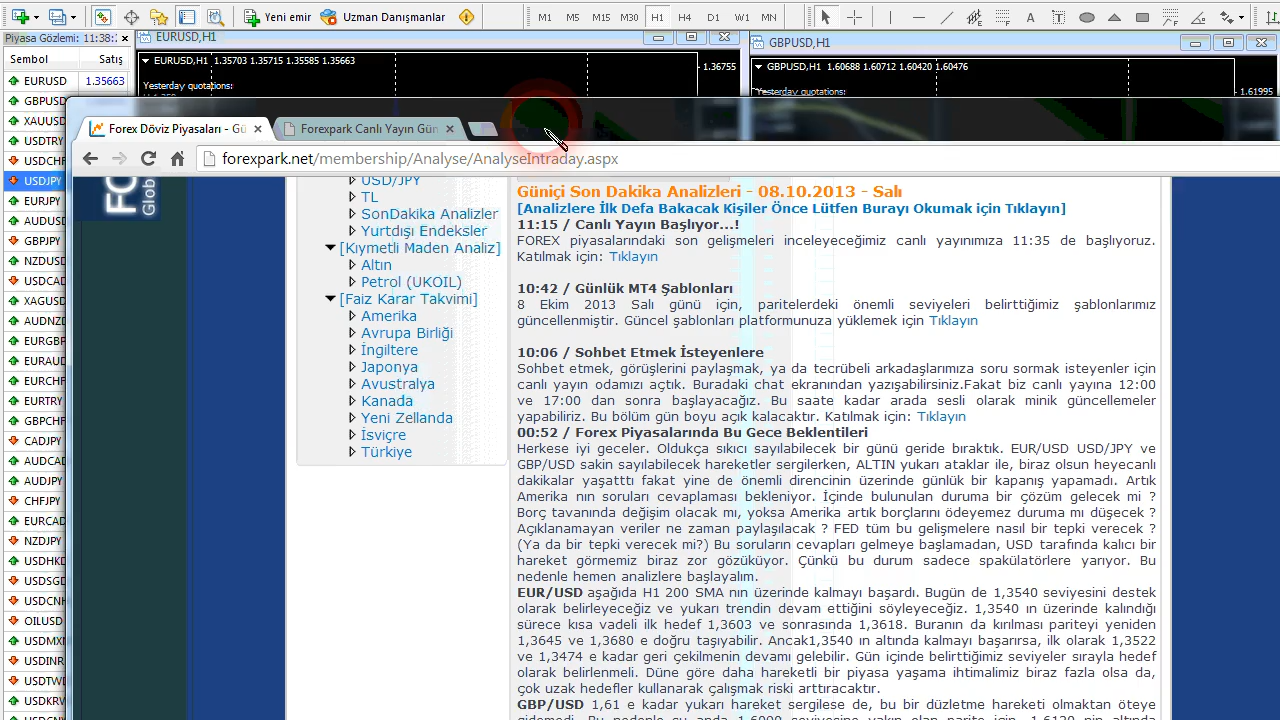 Yeni emir
Uzman Danışmanlar
M1 M5 M15 M30 H1 H4 D1 W1 MN
Piyasa Gözlemi: 11:38:
Sembol Satış
EURUSD 1.35663
GBPUSD
XAUUSD
USDTRY
USDCHF
USDJPY
EURJPY
AUDUSD
GBPJPY
NZDUSD
USDCAD
XAGUSD
AUDNZD
EURGBP
EURAUD
EURCHF
EURTRY
GBPCHF
CADJPY
AUDCAD
AUDJPY
CHFJPY
EURCAD
NZDJPY
USDHKD
USDSGD
USDCNH
OILUSD
USDMXN
USDINR
USDTWD
USDKRW
USDCNY
EURUSD,H1
EURUSD,H1 1.35703 1.35715 1.35585 1.35663
Yesterday quotations:
1.36755
GBPUSD,H1
GBPUSD,H1 1.60688 1.60712 1.60420 1.60476
Yesterday quotations:
1.61995
Forex Döviz Piyasaları - Gü
Forexpark Canlı Yayın Gün
forexpark.net/membership/Analyse/AnalyseIntraday.aspx
FO
Glob
USD/JPY
TL
SonDakika Analizler
Yurtdışı Endeksler
[Kıymetli Maden Analiz]
Altın
Petrol (UKOIL)
[Faiz Karar Takvimi]
Amerika
Avrupa Birliği
İngiltere
Japonya
Avustralya
Kanada
Yeni Zellanda
İsviçre
Türkiye
Güniçi Son Dakika Analizleri - 08.10.2013 - Salı
[Analizlere İlk Defa Bakacak Kişiler Önce Lütfen Burayı Okumak için Tıklayın]
11:15 / Canlı Yayın Başlıyor...!
FOREX piyasalarındaki son gelişmeleri inceleyeceğimiz canlı yayınımıza 11:35 de başlıyoruz.
Katılmak için: Tıklayın
10:42 / Günlük MT4 Şablonları
8 Ekim 2013 Salı günü için, paritelerdeki önemli seviyeleri belirttiğimiz şablonlarımız
güncellenmiştir. Güncel şablonları platformunuza yüklemek için Tıklayın
10:06 / Sohbet Etmek İsteyenlere
Sohbet etmek, görüşlerini paylaşmak, ya da tecrübeli arkadaşlarımıza soru sormak isteyenler için
canlı yayın odamızı açtık. Buradaki chat ekranından yazışabilirsiniz.Fakat biz canlı yayına 12:00
ve 17:00 dan sonra başlayacağız. Bu saate kadar arada sesli olarak minik güncellemeler
yapabiliriz. Bu bölüm gün boyu açık kalacaktır. Katılmak için: Tıklayın
00:52 / Forex Piyasalarında Bu Gece Beklentileri
Herkese iyi geceler. Oldukça sıkıcı sayılabilecek bir günü geride bıraktık. EUR/USD USD/JPY ve
GBP/USD sakin sayılabilecek hareketler sergilerken, ALTIN yukarı ataklar ile, biraz olsun heyecanlı
dakikalar yaşatttı fakat yine de önemli direncinin üzerinde günlük bir kapanış yapamadı. Artık
Amerika nın soruları cevaplaması bekleniyor. İçinde bulunulan duruma bir çözüm gelecek mi ?
Borç tavanında değişim olacak mı, yoksa Amerika artık borçlarını ödeyemez duruma mı düşecek ?
Açıklanamayan veriler ne zaman paylaşılacak ? FED tüm bu gelişmelere nasıl bir tepki verecek ?
(Ya da bir tepki verecek mi?) Bu soruların cevapları gelmeye başlamadan, USD tarafında kalıcı bir
hareket görmemiz biraz zor gözüküyor. Çünkü bu durum sadece spakülatörlere yarıyor. Bu
nedenle hemen analizlere başlayalım.
EUR/USD aşağıda H1 200 SMA nın üzerinde kalmayı başardı. Bugün de 1,3540 seviyesini destek
olarak belirleyeceğiz ve yukarı trendin devam ettiğini söyleyeceğiz. 1,3540 ın üzerinde kalındığı
sürece kısa vadeli ilk hedef 1,3603 ve sonrasında 1,3618. Buranın da kırılması pariteyi yeniden
1,3645 ve 1,3680 e doğru taşıyabilir. Ancak1,3540 ın altında kalmayı başarırsa, ilk olarak 1,3522
ve 1,3474 e kadar geri çekilmenin devamı gelebilir. Gün içinde belirttiğimiz seviyeler sırayla hedef
olarak belirlenmeli. Düne göre daha hareketli bir piyasa yaşama ihtimalimiz biraz fazla olsa da,
çok uzak hedefler kullanarak çalışmak riski arttıracaktır.
GBP/USD 1,61 e kadar yukarı hareket sergilese de, bu bir düzletme hareketi olmaktan öteye